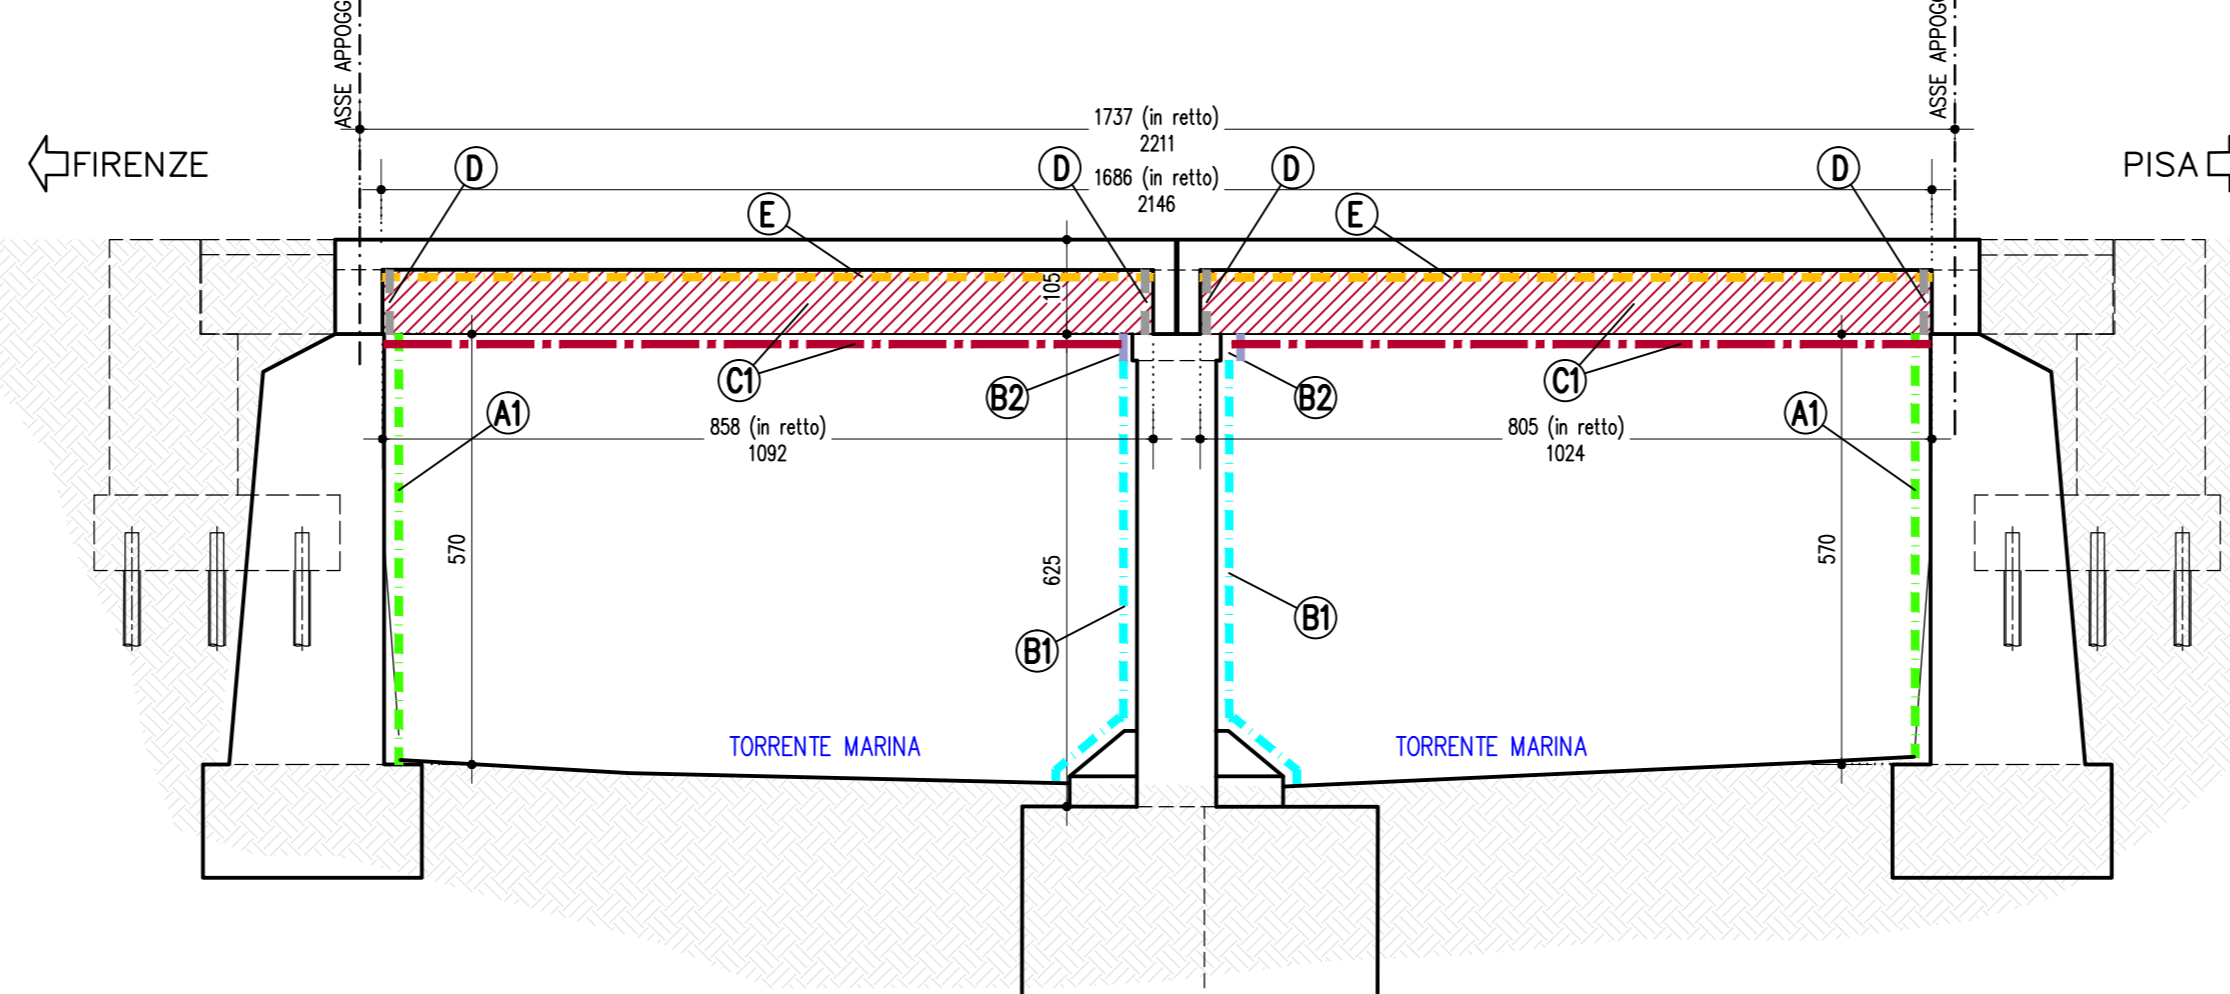 ASSE APPOGG
ASSE APPOGG
1737 (in retto)
2211
FIRENZE
D
D
1686 (in retto)
2146
D
D
PISA
E
E
105
C1
B2
B2
C1
A1
858 (in retto)
1092
805 (in retto)
1024
A1
570
625
570
B1
B1
TORRENTE MARINA
TORRENTE MARINA